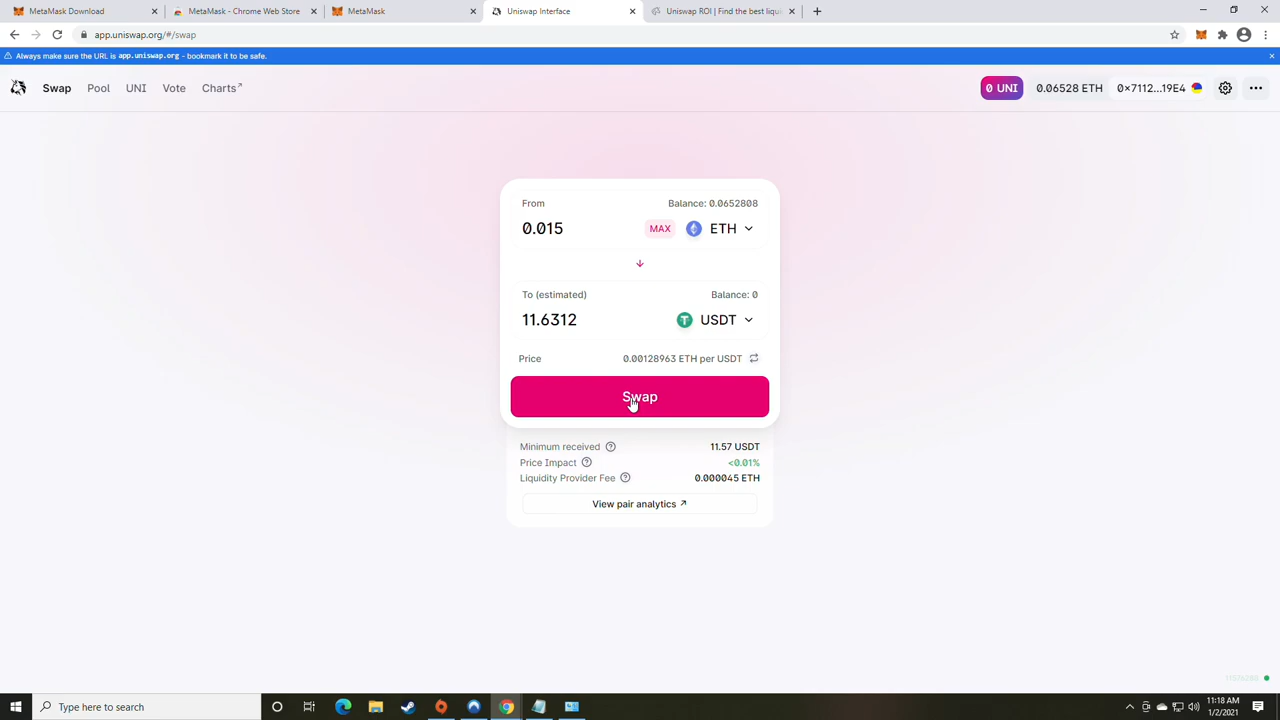 MetaMask Download
MetaMask - Chrome Web Store
MetaMask
Uniswap Interface
Uniswap ROI | Find the best liqui
app.uniswap.org/#/swap
Always make sure the URL is app.uniswap.org - bookmark it to be safe.
Swap
Pool
UNI
Vote
Charts↗
0 UNI
0.06528 ETH
0×7112...19E4
From
Balance: 0.0652808
0.015
MAX
ETH
To (estimated)
Balance: 0
11.6312
USDT
Price
0.00128963 ETH per USDT
Swap
Minimum received
11.57 USDT
Price Impact
<0.01%
Liquidity Provider Fee
0.000045 ETH
View pair analytics ↗
Type here to search
11:18 AM
1/2/2021